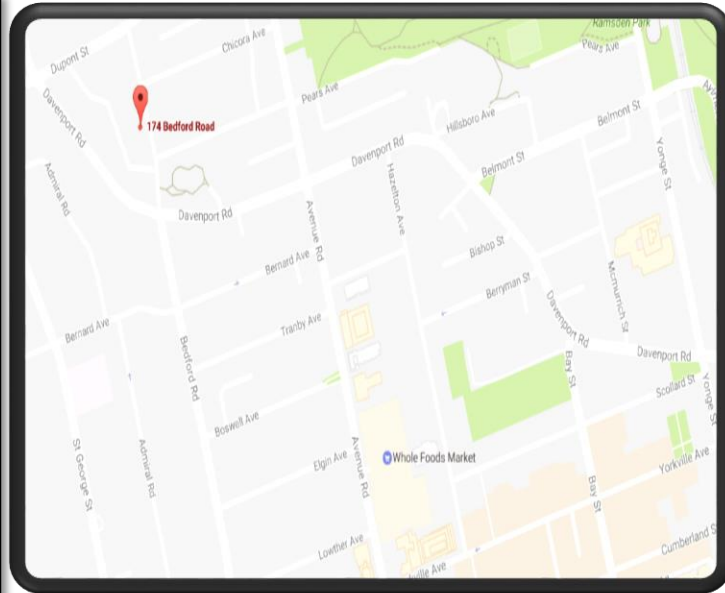 Ramsden Park
Dupont St
Chicora Ave
Pears Ave
Davenport Rd
Pears Ave
174 Bedford Road
Hillsboro Ave
Belmont St
Davenport Rd
Belmont St
Yonge St
Admiral Rd
Hazelton Ave
Davenport Rd
Avenue Rd
Bishop St
Bernard Ave
Berryman St
Mcmurrich St
Bernard Ave
Tranby Ave
Davenport Rd
Davenport Rd
Bedford Rd
Bay St
Scollard St
Yonge St
Boswell Ave
St George St
Admiral Rd
Elgin Ave
Avenue Rd
Whole Foods Market
Yorkville Ave
Bay St
Lowther Ave
Cumberland S
ville Ave